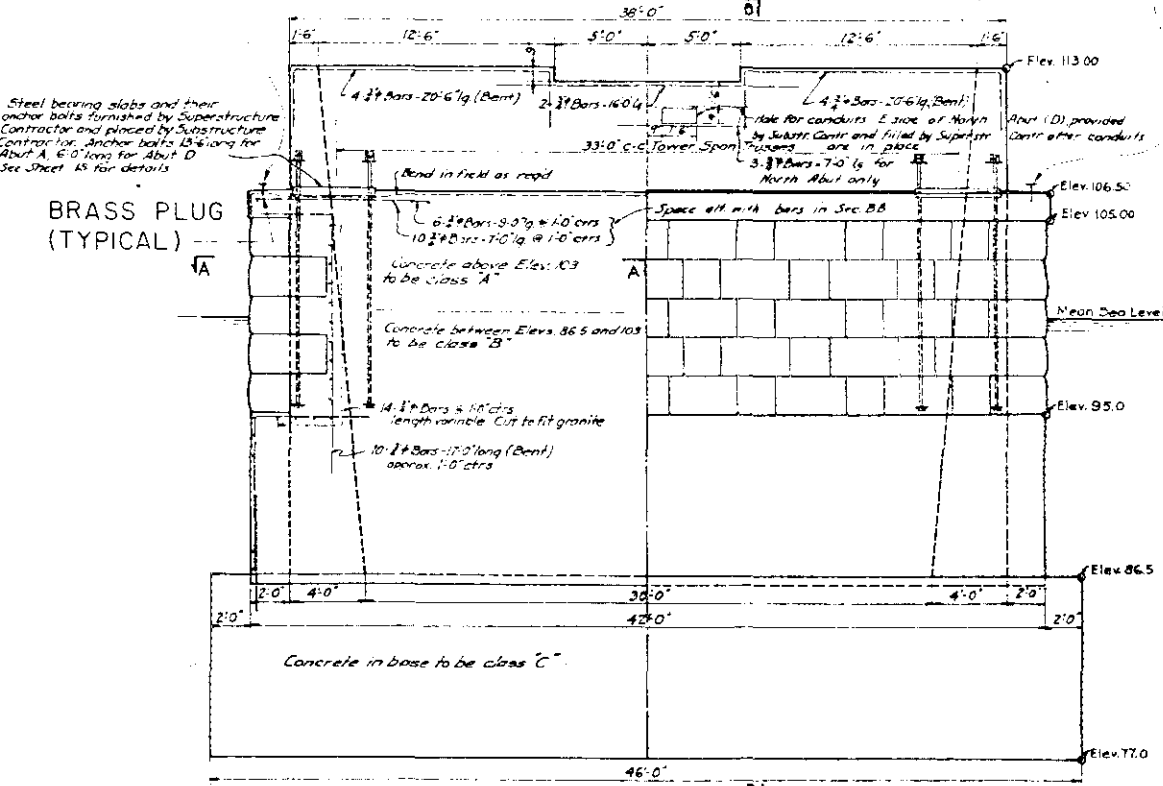 38'-0"
1'-6" 12'-6" 5'-0" 5'-0" 12'-6" 1'-6"
Elev. 113.00
4-¾"⌀ Bars-20'-6" lg. (Bent)
2-¾"⌀ Bars-16'-0" lg
4-¾"⌀ Bars-20'-6" lg. (Bent)
Steel bearing slabs and their
anchor bolts furnished by Superstructure
Contractor and placed by Substructure
Contractor. Anchor bolts 13'-6" long for
Abut A, 6'-0" long for Abut D
See Sheet 15 for details
Hole for conduits E side of North Abut (D), provided
by Substr. Contr and filled by Superstr Contr after conduits
are in place
33'-0" c-c Tower Span Trusses
3-¾"⌀ Bars-7'-0" lg for
North Abut only
Bend in field as reqd
Elev. 106.50
BRASS PLUG
(TYPICAL)
6-¾"⌀ Bars-9'-0" lg. @ 1'-0" ctrs
10-¾"⌀ Bars-7'-0" lg. @ 1'-0" ctrs
Space alt. with bars in Sec. BB
Elev 105.00
A
A
Concrete above Elev. 103
to be class "A"
Mean Sea Level
Concrete between Elevs. 86.5 and 103
to be class "B"
Elev. 95.0
14-¾"⌀ Bars @ 1'-0" ctrs
length variable. Cut to fit granite
10-¾"⌀ Bars-17'-0" long (Bent)
approx. 1'-0" ctrs
Elev. 86.5
2'-0" 4'-0" 30'-0" 4'-0" 2'-0"
2'-0" 42'-0" 2'-0"
Concrete in base to be class "C"
Elev. 77.0
46'-0"